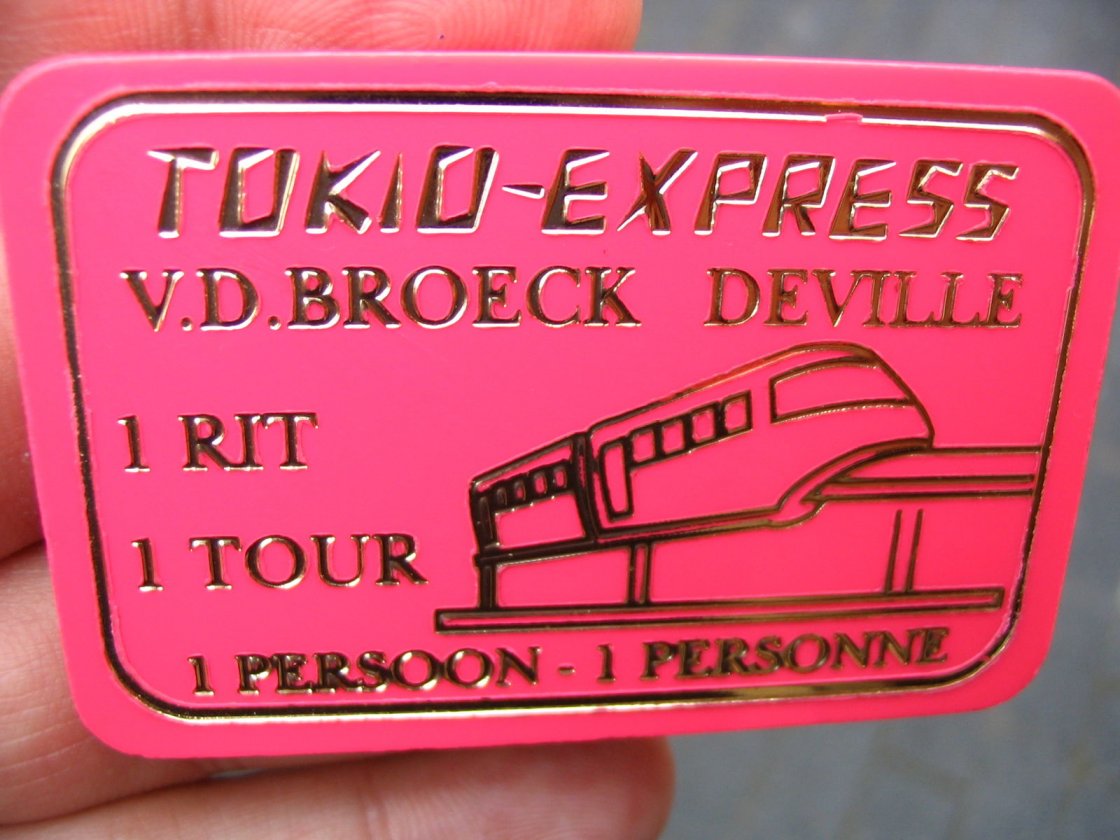 TOKIO-EXPRESS
V.D.BROECK DEVILLE
1 RIT
1 TOUR
1 PERSOON - 1 PERSONNE